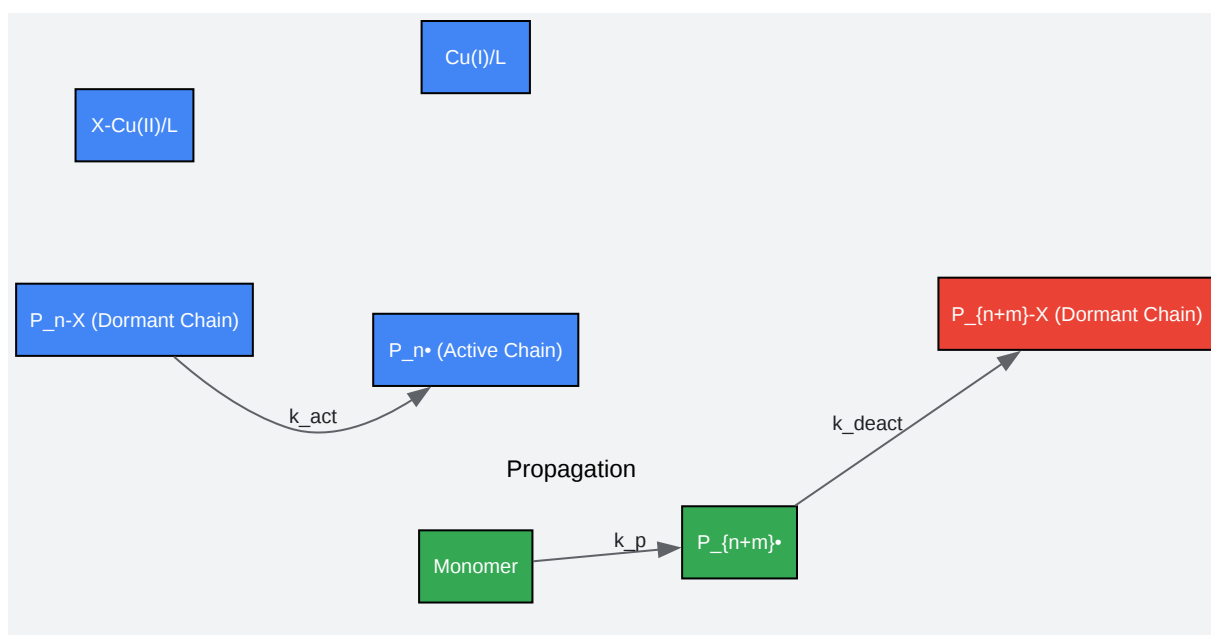 Cu(I)/L
X-Cu(II)/L
P_n-X (Dormant Chain)
P_n• (Active Chain)
P_{n+m}-X (Dormant Chain)
k_act
k_deact
Propagation
k_p
P_{n+m}•
Monomer